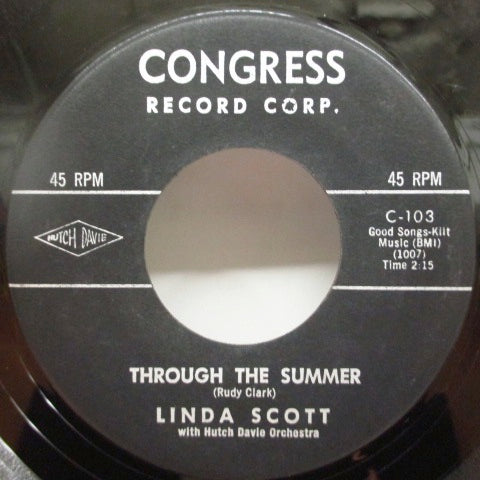 CONGRESS
RECORD CORP.
45 RPM
45 RPM
HUTCH DAVIE
C-103
Good Songs-Kiit
Music (BMI)
(1007)
Time 2:15
THROUGH THE SUMMER
(Rudy Clark)
LINDA SCOTT
with Hutch Davie Orchestra